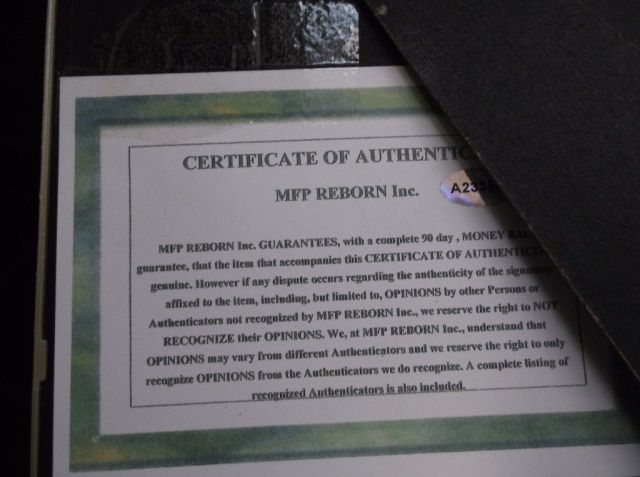 CERTIFICATE OF AUTHENTIC
MFP REBORN Inc.
A233
MFP REBORN Inc. GUARANTEES, with a complete 90 day , MONEY BA
guarantee, that the item that accompanies this CERTIFICATE OF AUTHENTICI
genuine. However if any dispute occurs regarding the authenticity of the signature
affixed to the item, including, but limited to, OPINIONS by other Persons or
Authenticators not recognized by MFP REBORN Inc., we reserve the right to NOT
RECOGNIZE their OPINIONS. We, at MFP REBORN Inc., understand that
OPINIONS may vary from different Authenticators and we reserve the right to only
recognize OPINIONS from the Authenticators we do recognize. A complete listing of
recognized Authenticators is also included.